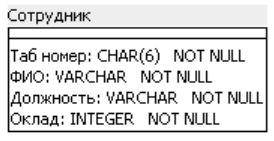 Сотрудник
Таб номер: CHAR(6) NOT NULL
ФИО: VARCHAR NOT NULL
Должность: VARCHAR NOT NULL
Оклад: INTEGER NOT NULL